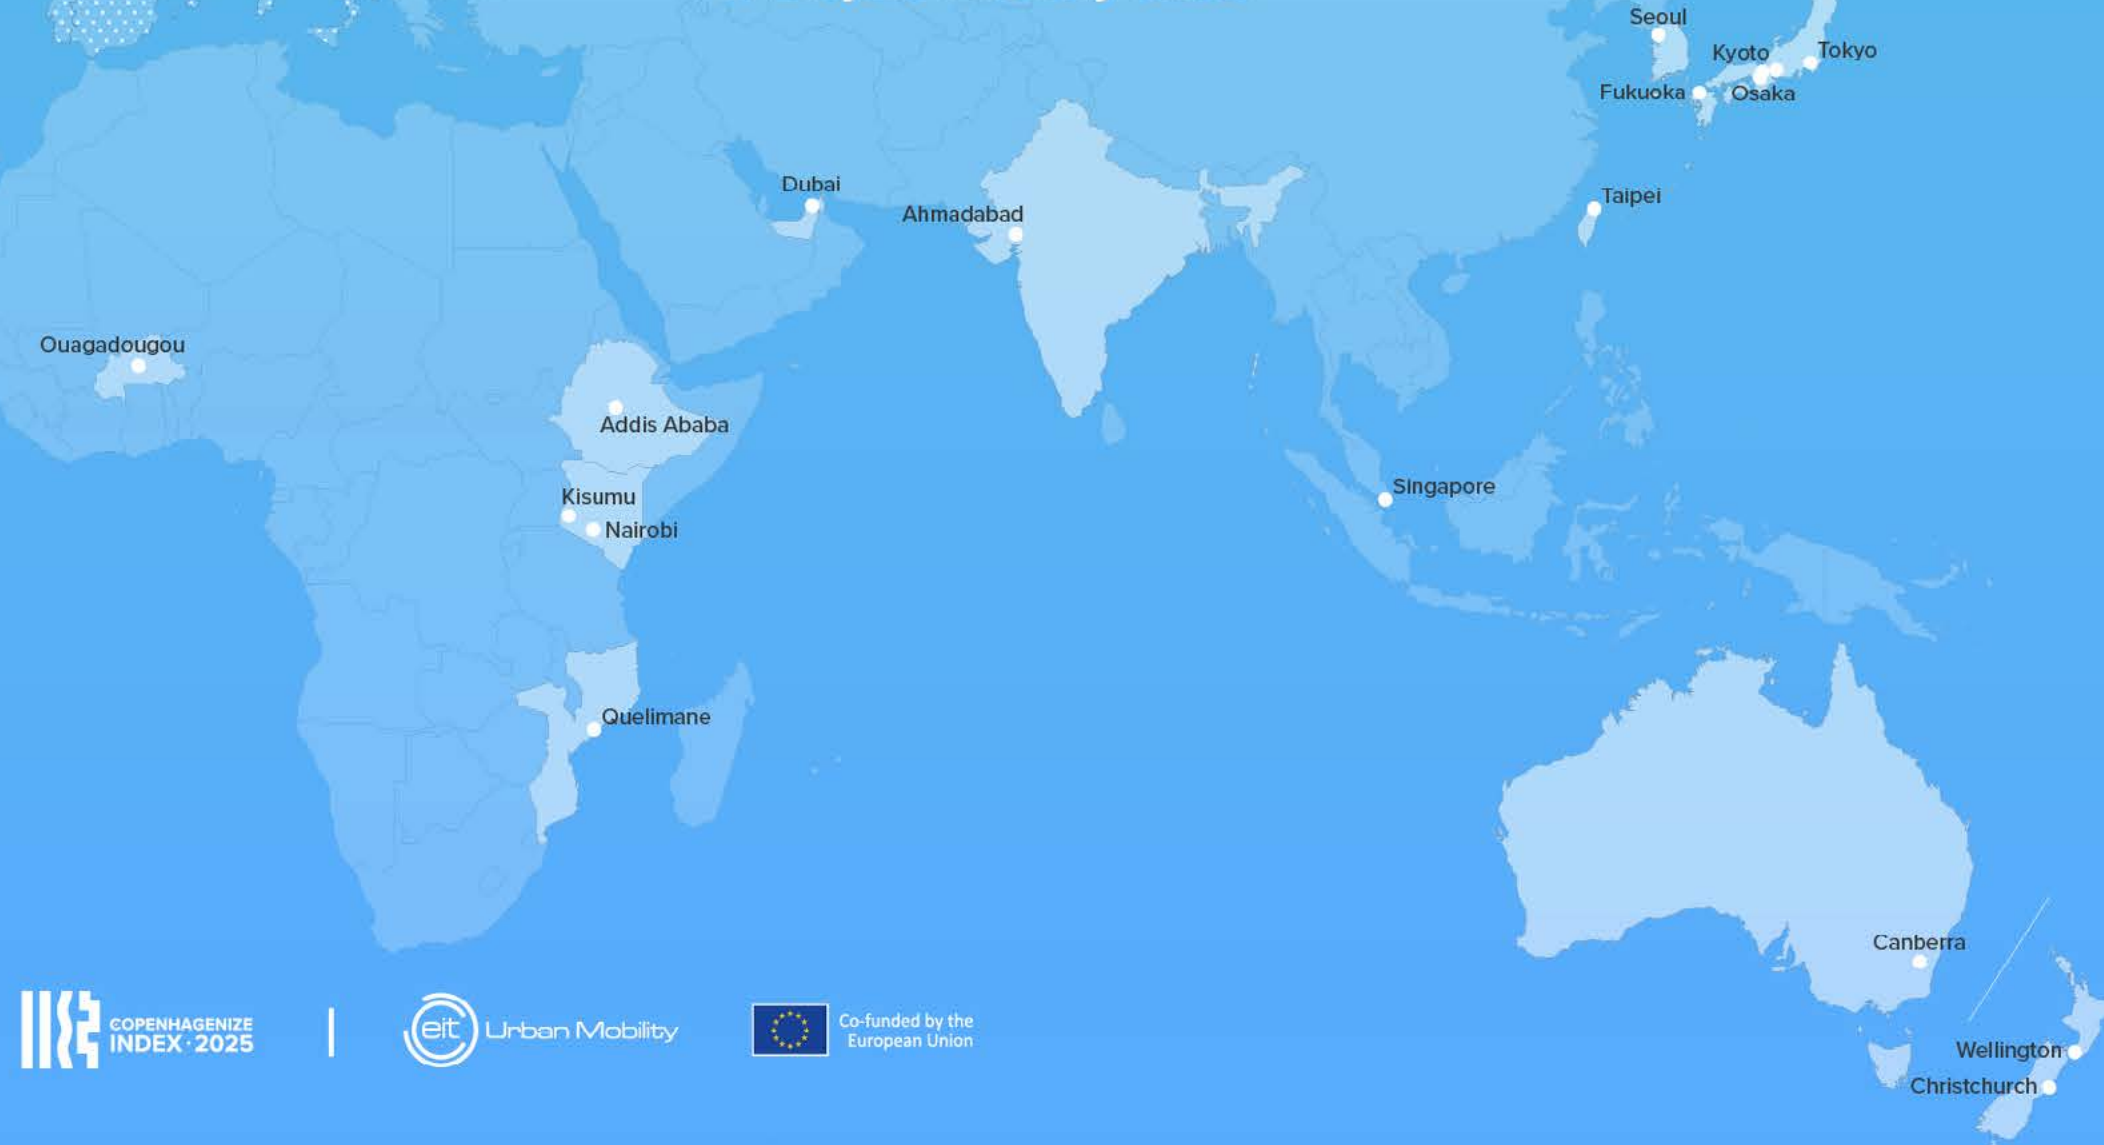 Seoul
Kyoto
Tokyo
Fukuoka
Osaka
Dubai
Taipei
Ahmadabad
Ouagadougou
Addis Ababa
Kisumu
Singapore
Nairobi
Quelimane
Canberra
COPENHAGENIZE
INDEX · 2025
eit Urban Mobility
Co-funded by the
European Union
Wellington
Christchurch